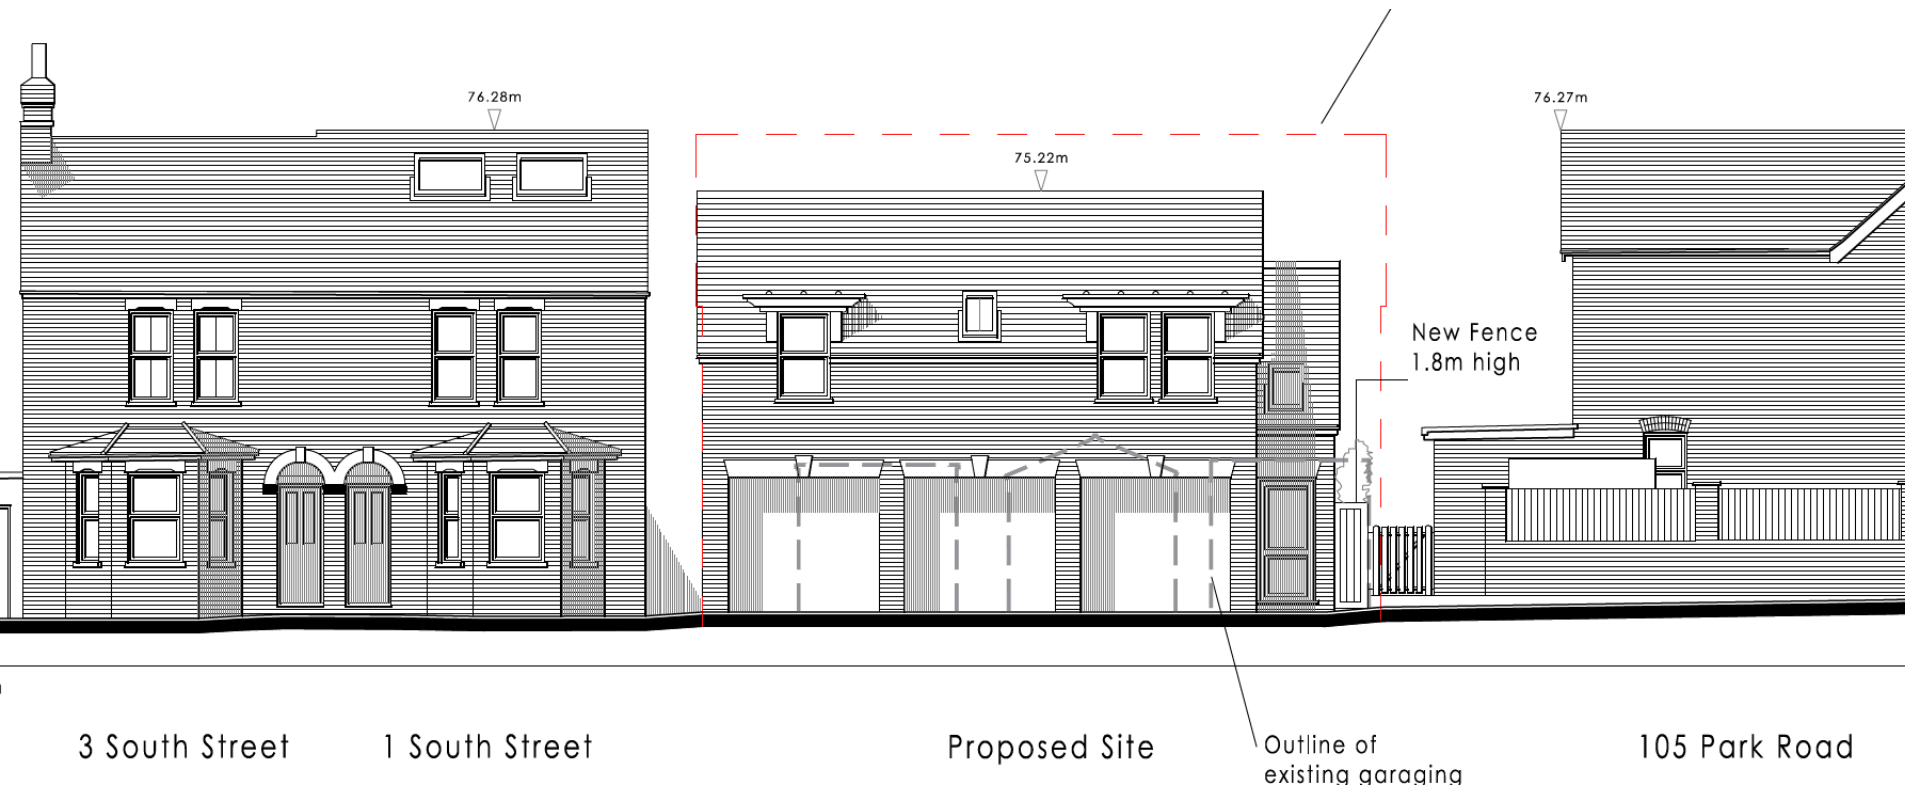 76.28m
76.27m
75.22m
New Fence
1.8m high
3 South Street
1 South Street
Proposed Site
Outline of
existing garaging
105 Park Road